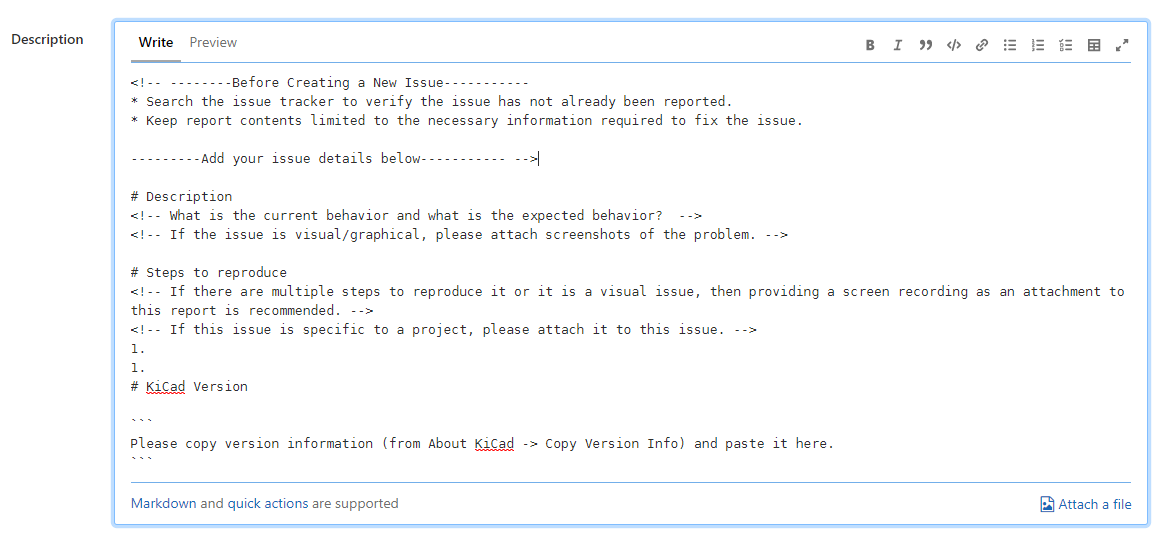 Description
Write Preview
<!-- --------Before Creating a New Issue-----------
* Search the issue tracker to verify the issue has not already been reported.
* Keep report contents limited to the necessary information required to fix the issue.
---------Add your issue details below----------- -->
# Description
<!-- What is the current behavior and what is the expected behavior?  -->
<!-- If the issue is visual/graphical, please attach screenshots of the problem. -->
# Steps to reproduce
<!-- If there are multiple steps to reproduce it or it is a visual issue, then providing a screen recording as an attachment to
this report is recommended. -->
<!-- If this issue is specific to a project, please attach it to this issue. -->
1.
1.
# KiCad Version
```
Please copy version information (from About KiCad -> Copy Version Info) and paste it here.
```
Markdown and quick actions are supported
Attach a file